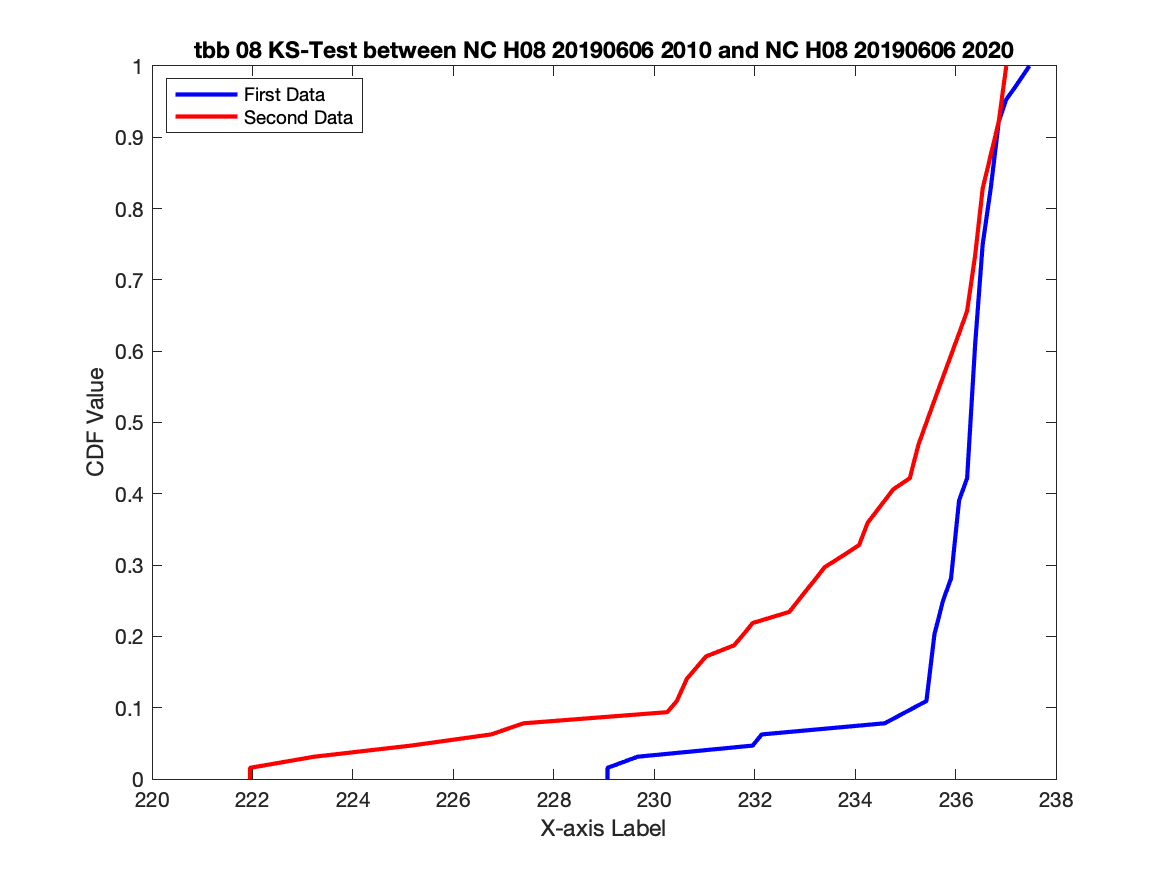 tbb 08 KS-Test between NC H08 20190606 2010 and NC H08 20190606 2020
First Data
Second Data
1
0.9
0.8
0.7
0.6
0.5
0.4
0.3
0.2
0.1
0
CDF Value
220 222 224 226 228 230 232 234 236 238
X-axis Label